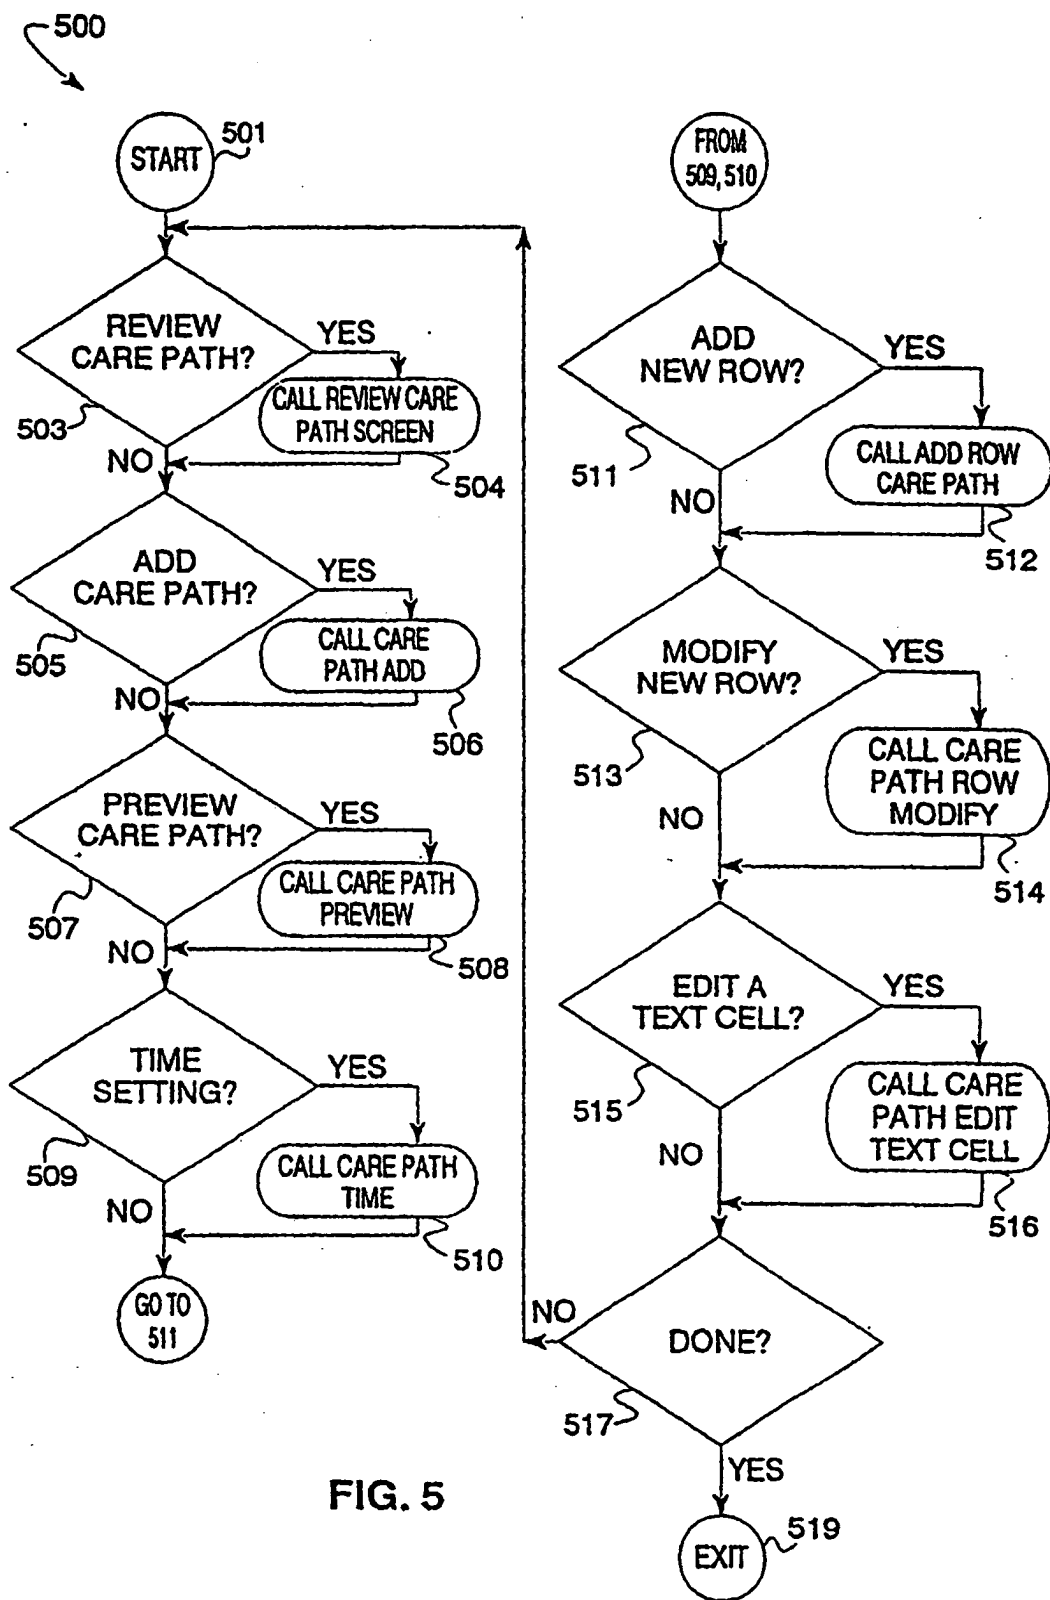 500
START
501
REVIEW
CARE PATH?
YES
503
CALL REVIEW CARE
PATH SCREEN
NO
504
ADD
CARE PATH?
YES
505
CALL CARE
PATH ADD
NO
506
PREVIEW
CARE PATH?
YES
507
CALL CARE PATH
PREVIEW
NO
508
TIME
SETTING?
YES
509
CALL CARE PATH
TIME
NO
510
GO TO
511
FROM
509, 510
ADD
NEW ROW?
YES
511
CALL ADD ROW
CARE PATH
NO
512
MODIFY
NEW ROW?
YES
513
CALL CARE
PATH ROW
MODIFY
NO
514
EDIT A
TEXT CELL?
YES
515
CALL CARE
PATH EDIT
TEXT CELL
NO
516
DONE?
NO
517
YES
EXIT
519
FIG. 5